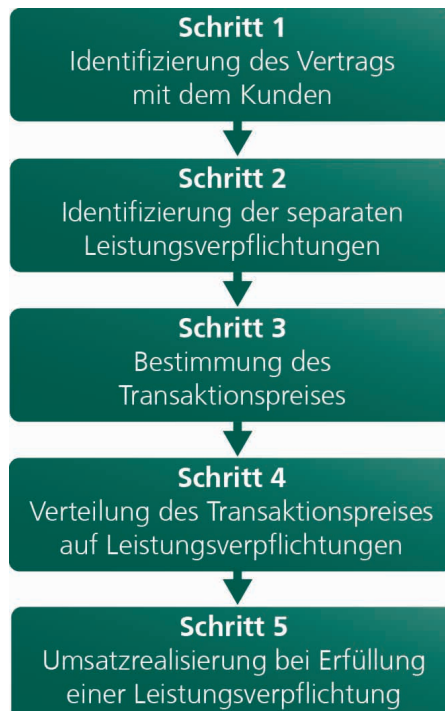 Schritt 1
Identifizierung des Vertrags
mit dem Kunden
Schritt 2
Identifizierung der separaten
Leistungsverpflichtungen
Schritt 3
Bestimmung des
Transaktionspreises
Schritt 4
Verteilung des Transaktionspreises
auf Leistungsverpflichtungen
Schritt 5
Umsatzrealisierung bei Erfüllung
einer Leistungsverpflichtung